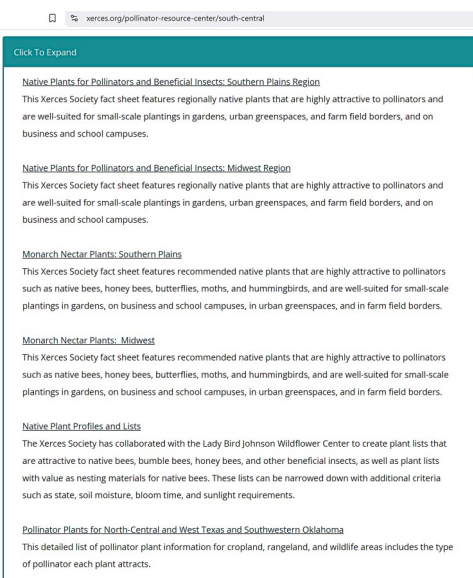 xerces.org/pollinator-resource-center/south-central
Click To Expand
Native Plants for Pollinators and Beneficial Insects: Southern Plains Region
This Xerces Society fact sheet features regionally native plants that are highly attractive to pollinators and
are well-suited for small-scale plantings in gardens, urban greenspaces, and farm field borders, and on
business and school campuses.
Native Plants for Pollinators and Beneficial Insects: Midwest Region
This Xerces Society fact sheet features regionally native plants that are highly attractive to pollinators and
are well-suited for small-scale plantings in gardens, urban greenspaces, and farm field borders, and on
business and school campuses.
Monarch Nectar Plants: Southern Plains
This Xerces Society fact sheet features recommended native plants that are highly attractive to pollinators
such as native bees, honey bees, butterflies, moths, and hummingbirds, and are well-suited for small-scale
plantings in gardens, on business and school campuses, in urban greenspaces, and in farm field borders.
Monarch Nectar Plants:  Midwest
This Xerces Society fact sheet features recommended native plants that are highly attractive to pollinators
such as native bees, honey bees, butterflies, moths, and hummingbirds, and are well-suited for small-scale
plantings in gardens, on business and school campuses, in urban greenspaces, and in farm field borders.
Native Plant Profiles and Lists
The Xerces Society has collaborated with the Lady Bird Johnson Wildflower Center to create plant lists that
are attractive to native bees, bumble bees, honey bees, and other beneficial insects, as well as plant lists
with value as nesting materials for native bees. These lists can be narrowed down with additional criteria
such as state, soil moisture, bloom time, and sunlight requirements.
Pollinator Plants for North-Central and West Texas and Southwestern Oklahoma
This detailed list of pollinator plant information for cropland, rangeland, and wildlife areas includes the type
of pollinator each plant attracts.